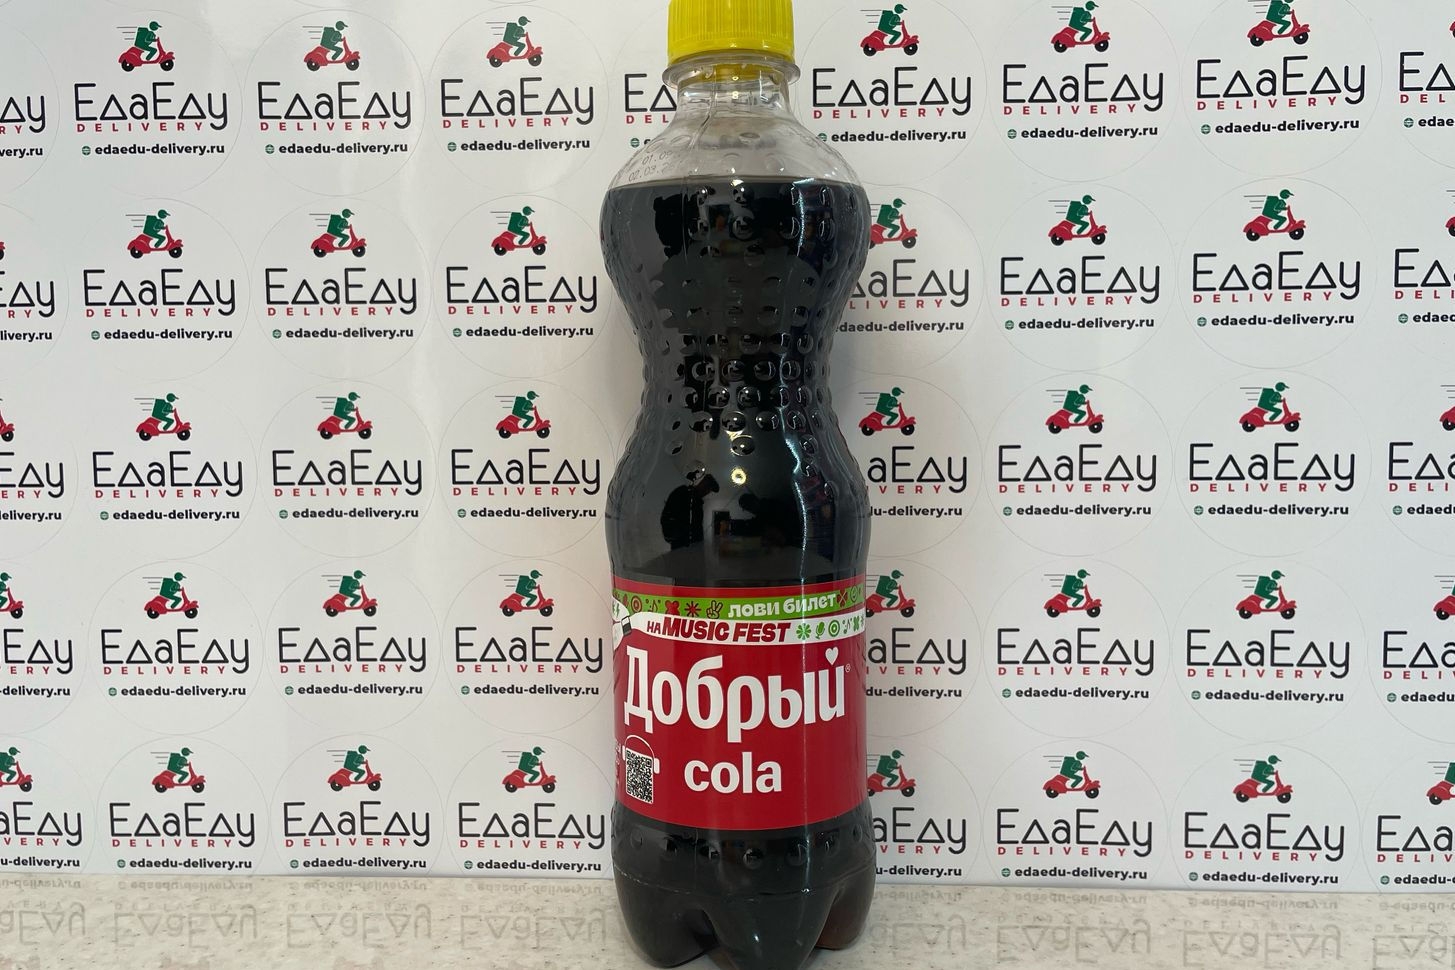 ЕдаЕду
DELIVERY
edaedu-delivery.ru
лови билет
на MUSIC FEST
Добрый®
cola